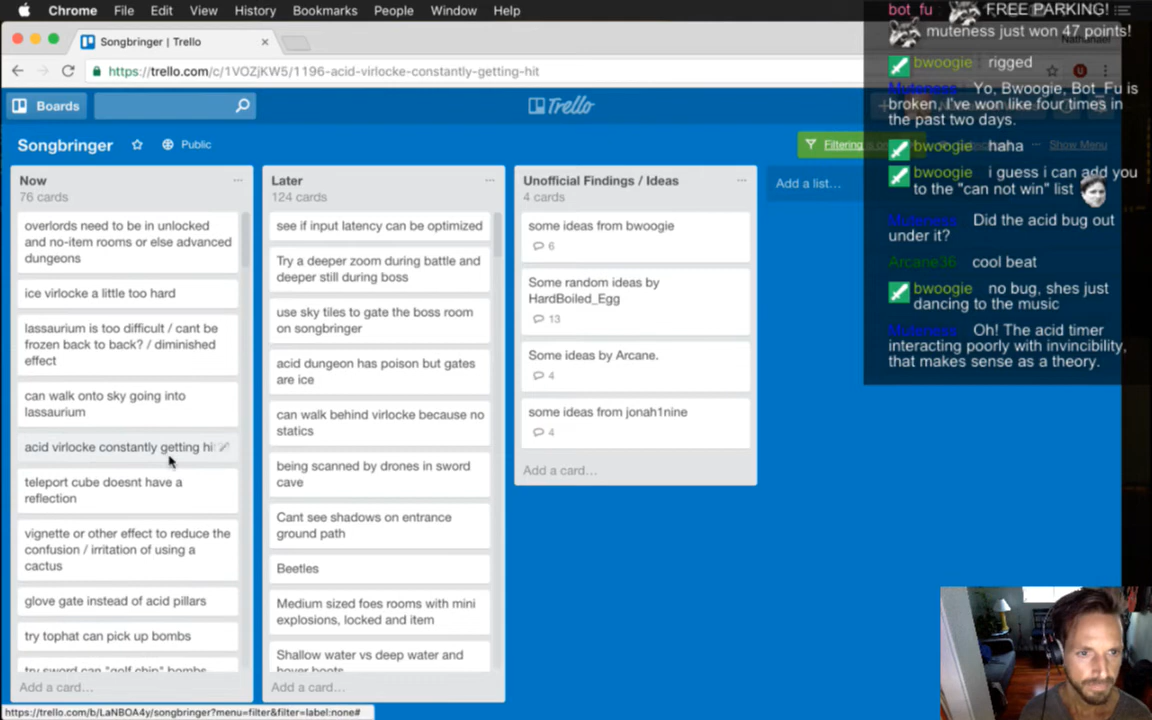 Chrome File Edit View History Bookmarks People Window Help
Songbringer | Trello
https://trello.com/c/1VOZjKW5/1196-acid-virlocke-constantly-getting-hit
Boards
Trello
Songbringer
Public
Filtering is
Show Menu
Now
76 cards
overlords need to be in unlocked
and no-item rooms or else advanced
dungeons
ice virlocke a little too hard
lassaurium is too difficult / cant be
frozen back to back? / diminished
effect
can walk onto sky going into
lassaurium
acid virlocke constantly getting hi
teleport cube doesnt have a
reflection
vignette or other effect to reduce the
confusion / irritation of using a
cactus
glove gate instead of acid pillars
try tophat can pick up bombs
try sword can "golf chip" bombs
Add a card...
Later
124 cards
see if input latency can be optimized
Try a deeper zoom during battle and
deeper still during boss
use sky tiles to gate the boss room
on songbringer
acid dungeon has poison but gates
are ice
can walk behind virlocke because no
statics
being scanned by drones in sword
cave
Cant see shadows on entrance
ground path
Beetles
Medium sized foes rooms with mini
explosions, locked and item
Shallow water vs deep water and
hover boots
Add a card...
Unofficial Findings / Ideas
4 cards
some ideas from bwoogie
6
Some random ideas by
HardBoiled_Egg
13
Some ideas by Arcane.
4
some ideas from jonah1nine
4
Add a card...
Add a list...
bot_fu FREE PARKING!
muteness just won 47 points!
bwoogie rigged
Muteness Yo, Bwoogie, Bot_Fu is
broken, I've won like four times in
the past two days.
bwoogie haha
bwoogie i guess i can add you
to the "can not win" list
Muteness Did the acid bug out
under it?
Arcane36 cool beat
bwoogie no bug, shes just
dancing to the music
Muteness Oh! The acid timer
interacting poorly with invincibility,
that makes sense as a theory.
https://trello.com/b/LaNBOA4y/songbringer?menu=filter&filter=label:none#